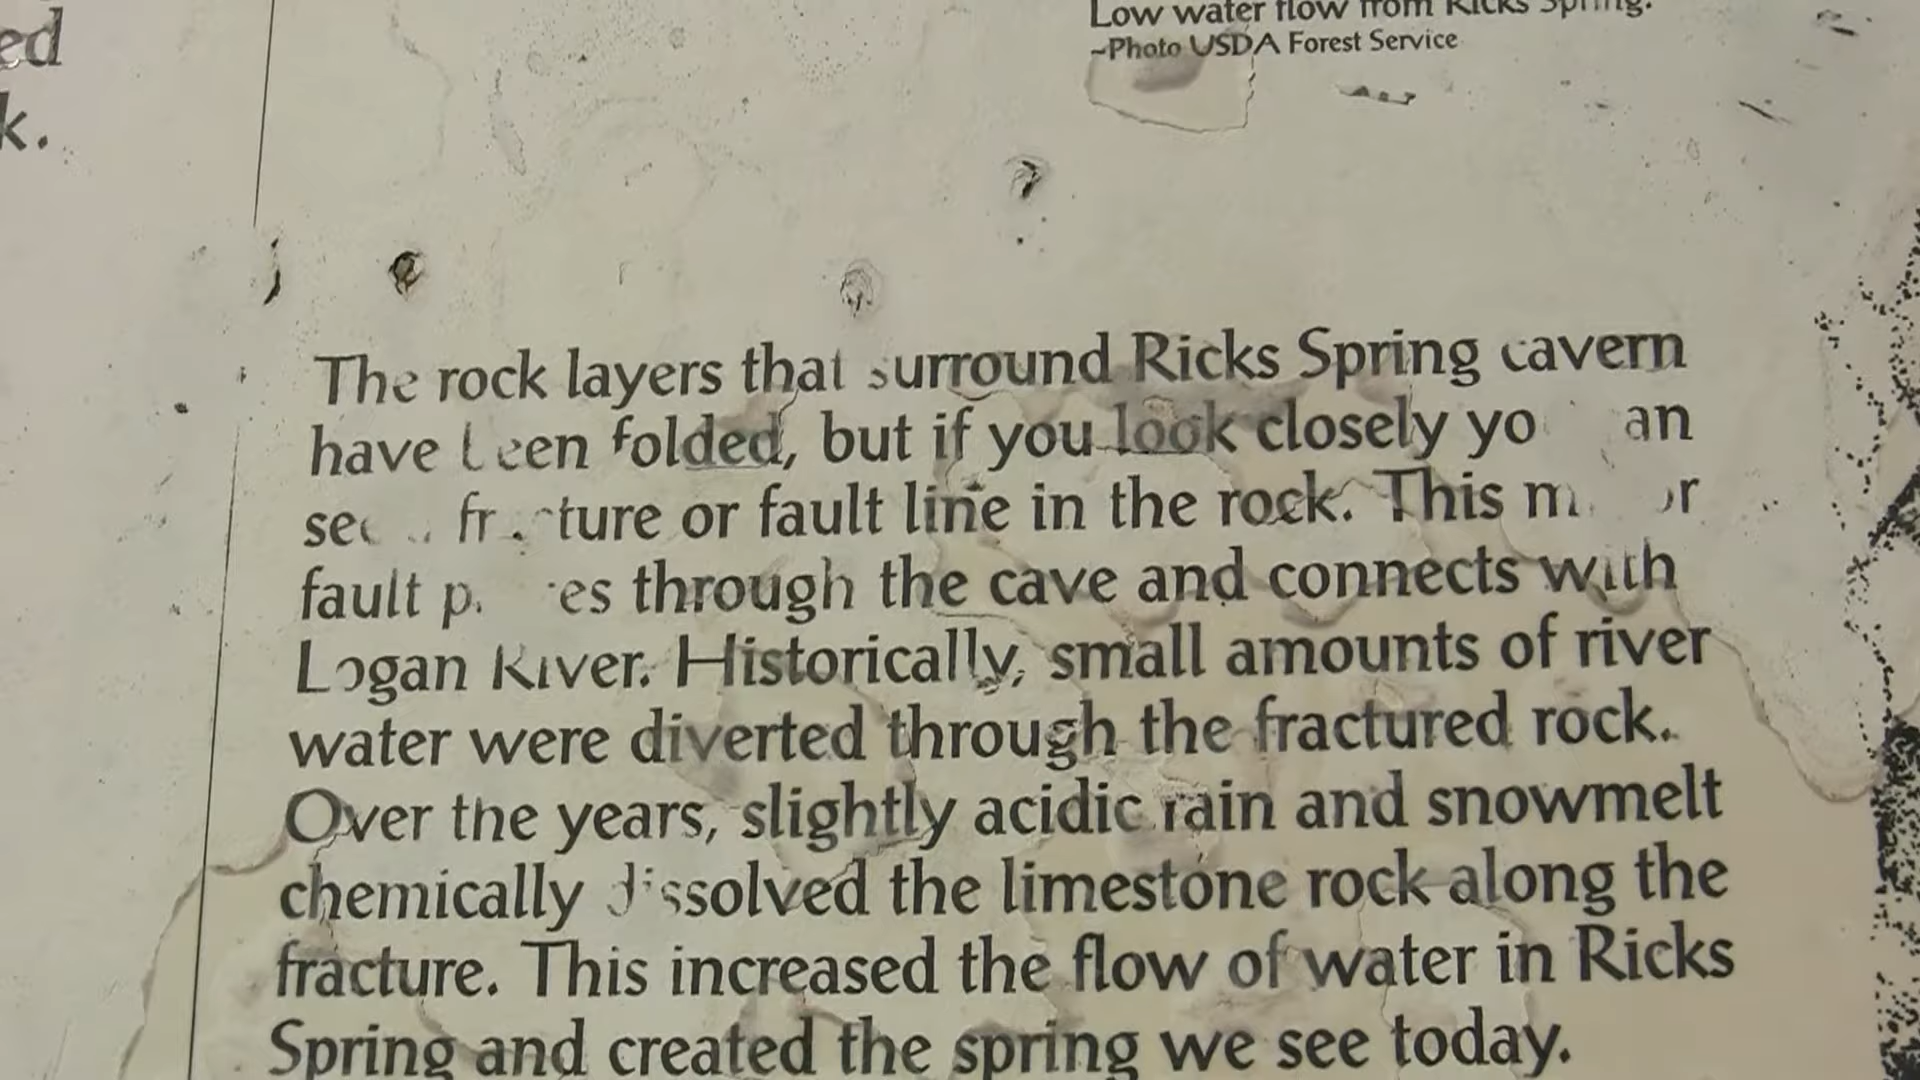 ed
k.
Low water flow from Ricks Spring.
~Photo USDA Forest Service
The rock layers that surround Ricks Spring cavern
have been folded, but if you look closely yo an
see fracture or fault line in the rock. This
fault through the cave and connects with
Logan River. Historically, small amounts of river
water were diverted through the fractured rock.
Over the years, slightly acidic rain and snowmelt
chemically dissolved the limestone rock along the
fracture. This increased the flow of water in Ricks
Spring and created the spring we see today.